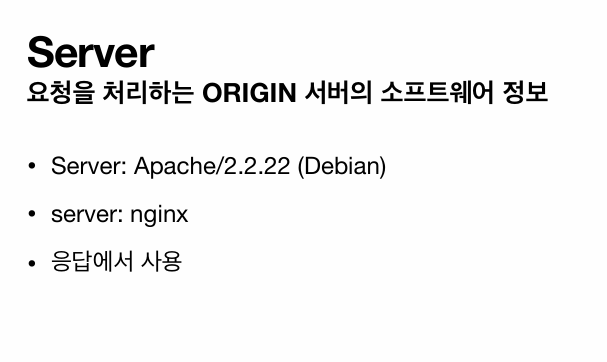 Server
요청을 처리하는 ORIGIN 서버의 소프트웨어 정보
• Server: Apache/2.2.22 (Debian)
• server: nginx
• 응답에서 사용